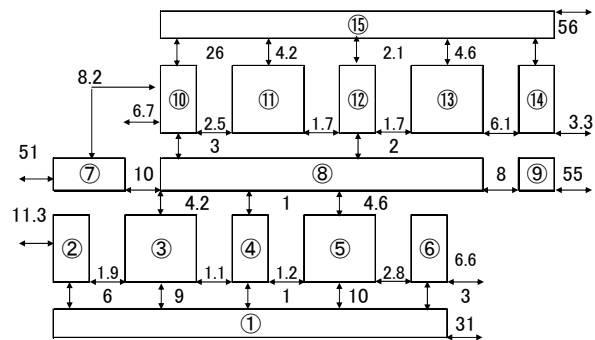 ⑮
56
26 4.2 2.1 4.6
8.2
⑩ ⑪ ⑫ ⑬ ⑭
6.7 2.5 1.7 1.7 6.1 3.3
3 2
51 ⑦ 10 ⑧ 8 ⑨ 55
4.2 1 4.6
11.3
② ③ ④ ⑤ ⑥
1.9 1.1 1.2 2.8 6.6
6 9 1 10 3
① 31